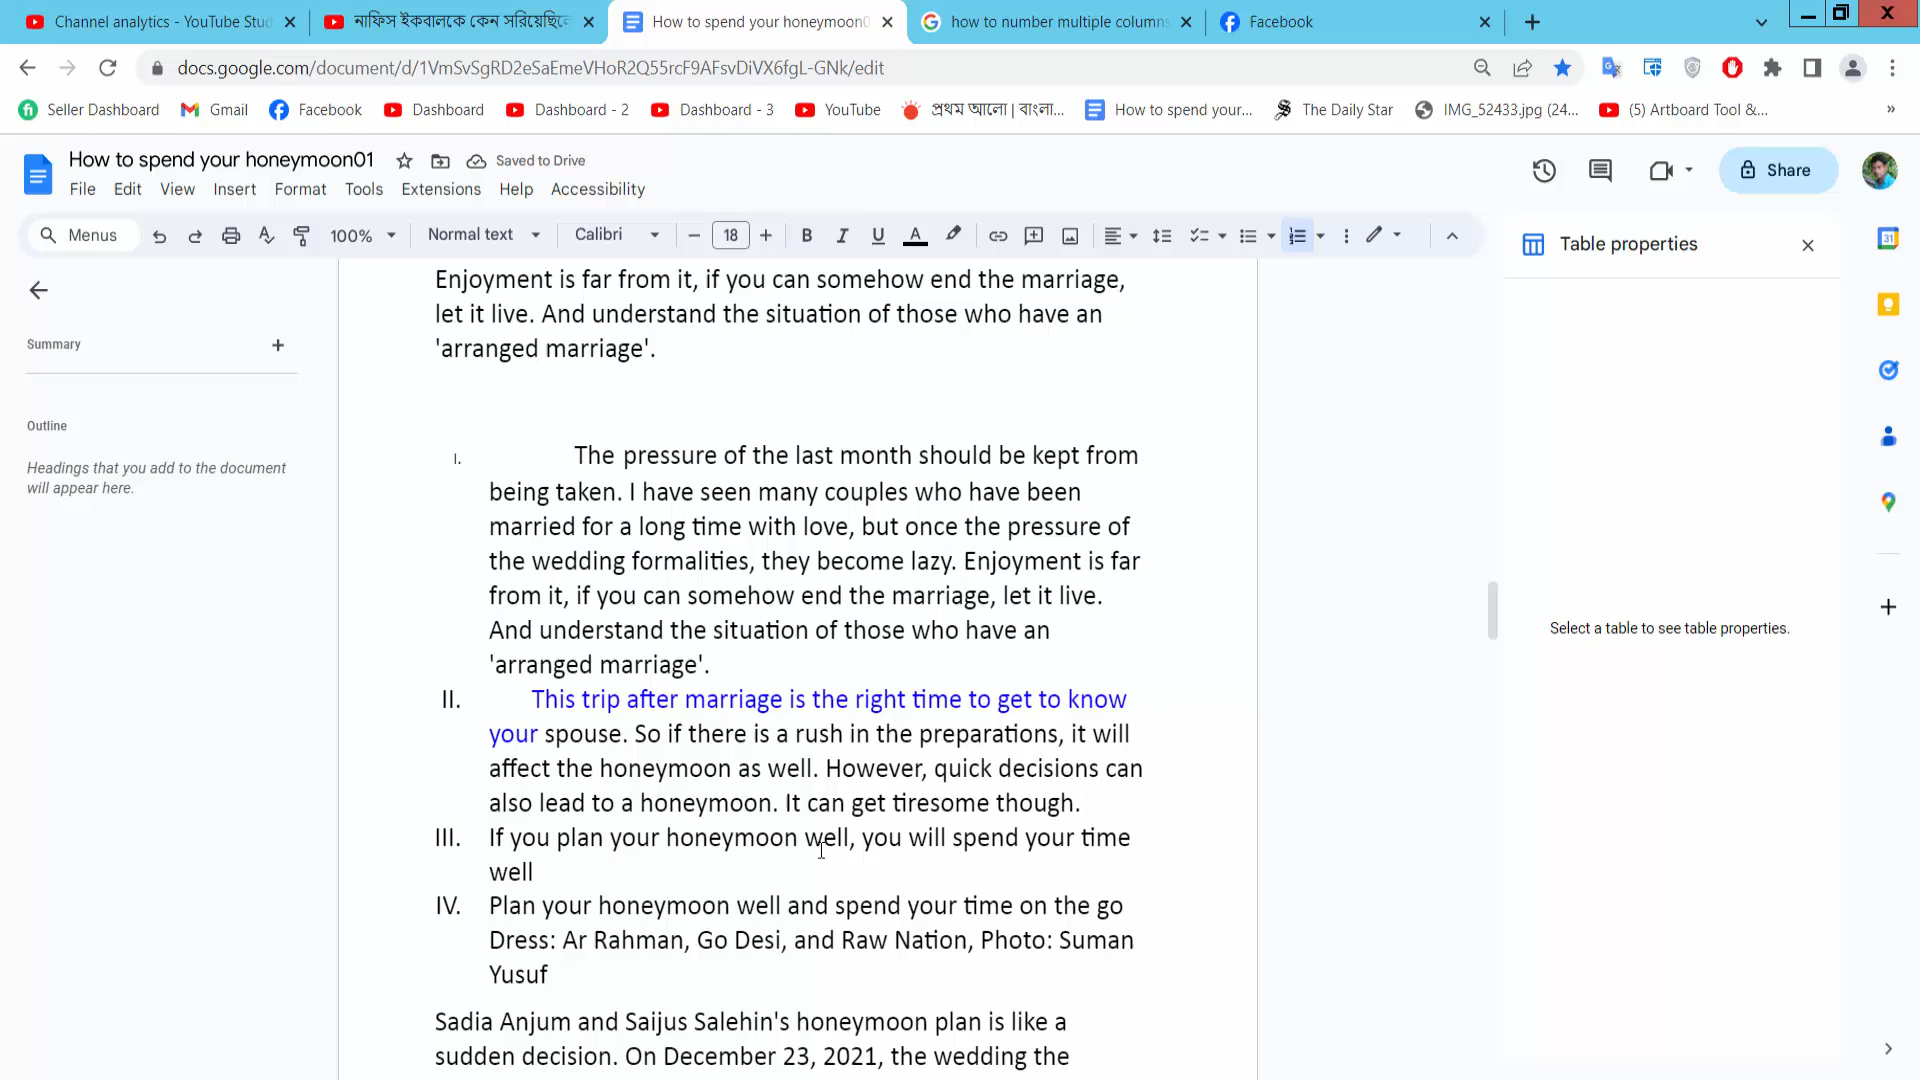 Channel analytics - YouTube Stud
নাফিস ইকবালকে কেন সরিয়েছিলে
How to spend your honeymoon0
how to number multiple columns
Facebook
docs.google.com/document/d/1VmSvSgRD2eSaEmeVHoR2Q55rcF9AFsvDiVX6fgL-GNk/edit
Seller Dashboard
Gmail
Facebook
Dashboard
Dashboard - 2
Dashboard - 3
YouTube
প্রথম আলো | বাংলা...
How to spend your...
The Daily Star
IMG_52433.jpg (24...
(5) Artboard Tool &...
»
How to spend your honeymoon01
Saved to Drive
File Edit View Insert Format Tools Extensions Help Accessibility
Share
Menus
100%
Normal text
Calibri
18
Table properties
Summary
Outline
Headings that you add to the document
will appear here.
Enjoyment is far from it, if you can somehow end the marriage,
let it live. And understand the situation of those who have an
'arranged marriage'.
I. The pressure of the last month should be kept from
being taken. I have seen many couples who have been
married for a long time with love, but once the pressure of
the wedding formalities, they become lazy. Enjoyment is far
from it, if you can somehow end the marriage, let it live.
And understand the situation of those who have an
'arranged marriage'.
II. This trip after marriage is the right time to get to know
your spouse. So if there is a rush in the preparations, it will
affect the honeymoon as well. However, quick decisions can
also lead to a honeymoon. It can get tiresome though.
III. If you plan your honeymoon well, you will spend your time
well
IV. Plan your honeymoon well and spend your time on the go
Dress: Ar Rahman, Go Desi, and Raw Nation, Photo: Suman
Yusuf
Sadia Anjum and Saijus Salehin's honeymoon plan is like a
sudden decision. On December 23, 2021, the wedding the
Select a table to see table properties.